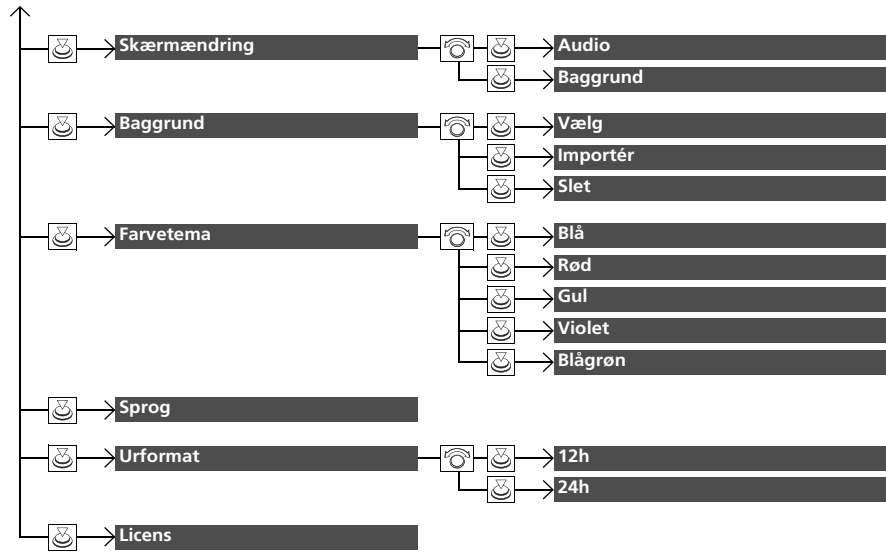 Skærmændring
Audio
Baggrund
Baggrund
Vælg
Importér
Slet
Farvetema
Blå
Rød
Gul
Violet
Blågrøn
Sprog
Urformat
12h
24h
Licens